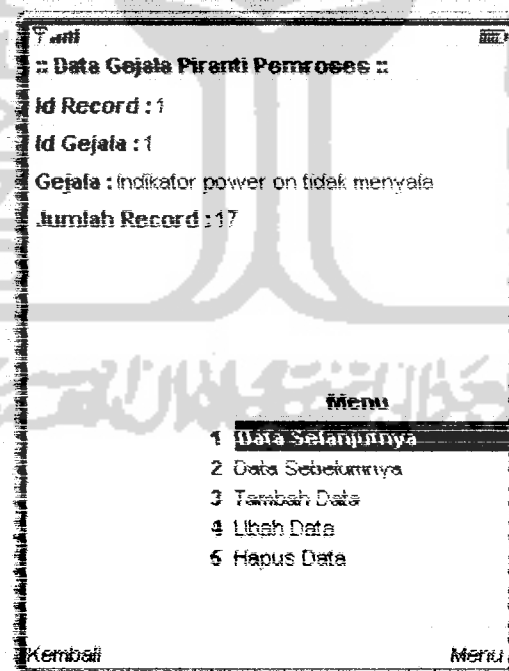 :: Data Gejala Piranti Pemroses ::
Id Record : 1
Id Gejala : 1
Gejala : Indikator power on tidak menyala
Jumlah Record : 17
Menu
1 Data Selanjutnya
2 Data Sebelumnya
3 Tambah Data
4 Ubah Data
5 Hapus Data
Kembali
Menu